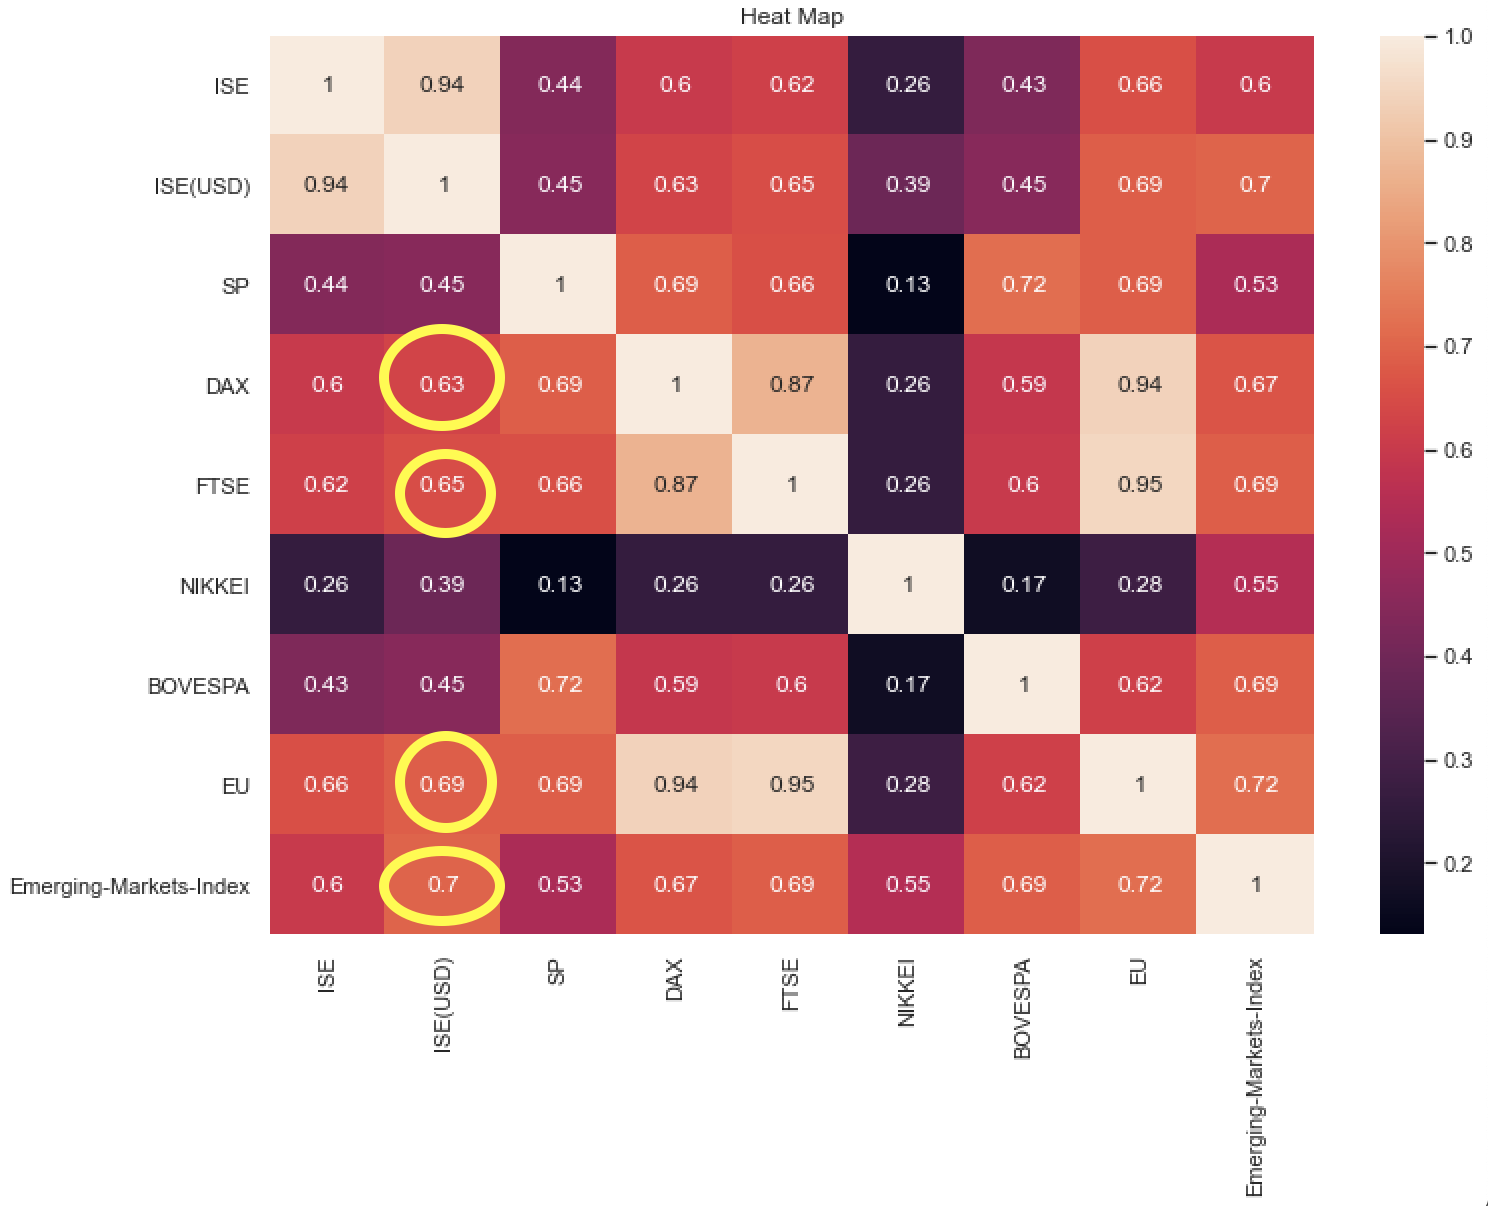 Heat Map
ISE 1 0.94 0.44 0.6 0.62 0.26 0.43 0.66 0.6
ISE(USD) 0.94 1 0.45 0.63 0.65 0.39 0.45 0.69 0.7
SP 0.44 0.45 1 0.69 0.66 0.13 0.72 0.69 0.53
DAX 0.6 0.63 0.69 1 0.87 0.26 0.59 0.94 0.67
FTSE 0.62 0.65 0.66 0.87 1 0.26 0.6 0.95 0.69
NIKKEI 0.26 0.39 0.13 0.26 0.26 1 0.17 0.28 0.55
BOVESPA 0.43 0.45 0.72 0.59 0.6 0.17 1 0.62 0.69
EU 0.66 0.69 0.69 0.94 0.95 0.28 0.62 1 0.72
Emerging-Markets-Index 0.6 0.7 0.53 0.67 0.69 0.55 0.69 0.72 1
ISE
ISE(USD)
SP
DAX
FTSE
NIKKEI
BOVESPA
EU
Emerging-Markets-Index
1.0
0.9
0.8
0.7
0.6
0.5
0.4
0.3
0.2